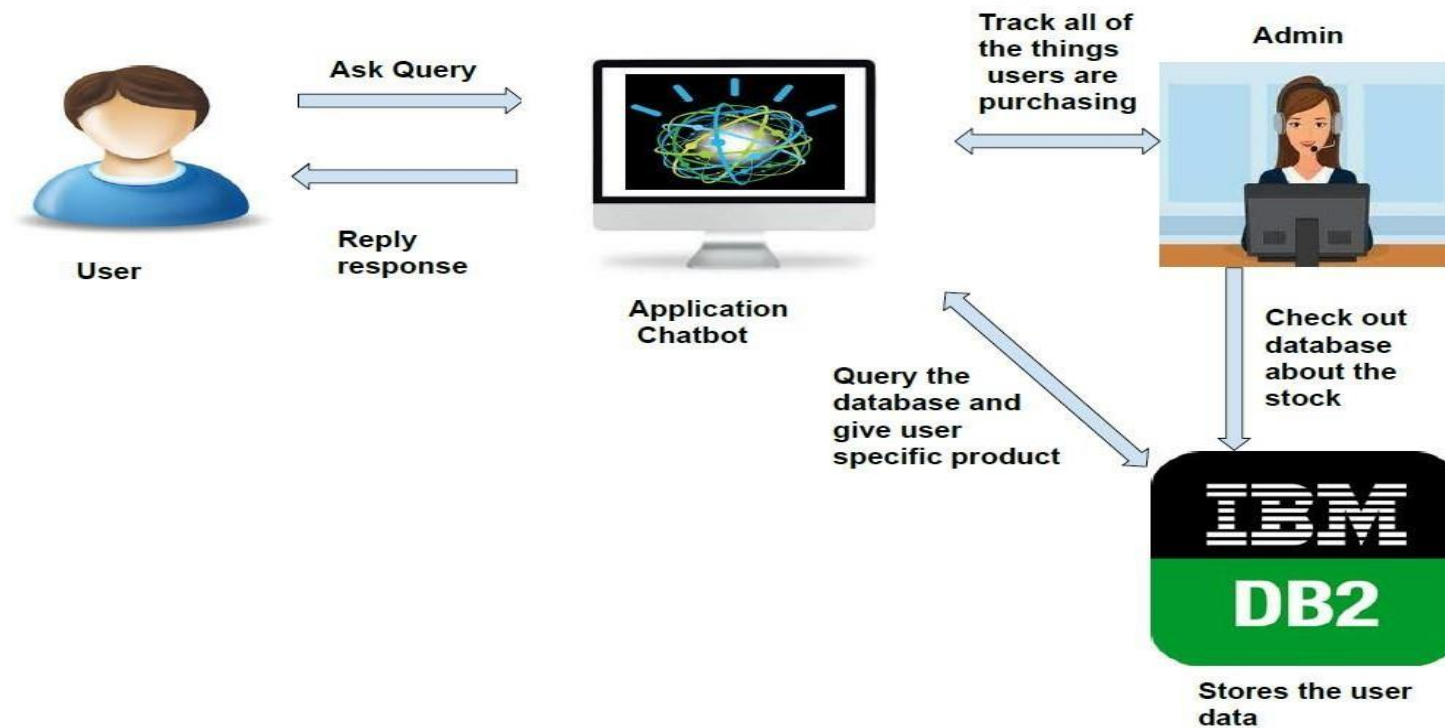 Ask Query
Reply
response
User
Application
Chatbot
Track all of
the things
users are
purchasing
Admin
Query the
database and
give user
specific product
Check out
database
about the
stock
IBM
DB2
Stores the user
data